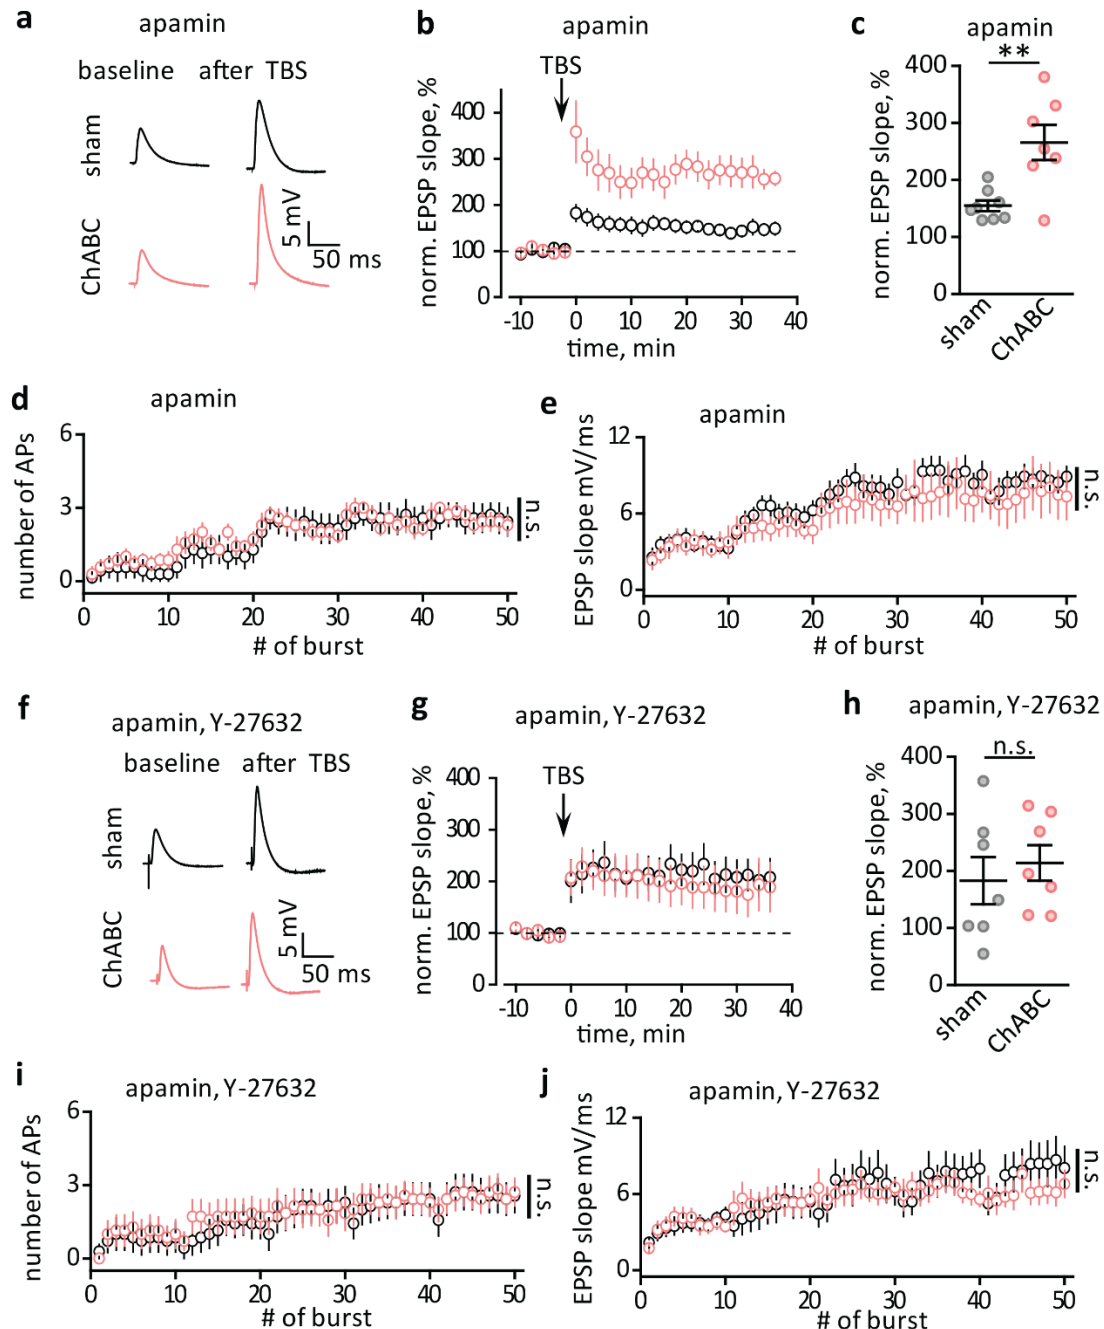 a
apamin
baseline after TBS
sham
ChABC
5 mV
50 ms
b
apamin
TBS
norm. EPSP slope, %
400
300
200
100
0
-10 0 10 20 30 40
time, min
c
apamin
**
norm. EPSP slope, %
400
300
200
100
0
sham
ChABC
d
apamin
number of APs
6
3
0
n.s.
0 10 20 30 40 50
# of burst
e
apamin
EPSP slope mV/ms
12
6
0
n.s.
0 10 20 30 40 50
# of burst
f
apamin, Y-27632
baseline after TBS
sham
ChABC
5 mV
50 ms
g
apamin, Y-27632
TBS
norm. EPSP slope, %
400
300
200
100
0
-10 0 10 20 30 40
time, min
h
apamin, Y-27632
n.s.
norm. EPSP slope, %
400
300
200
100
0
sham
ChABC
i
apamin, Y-27632
number of APs
6
3
0
n.s.
0 10 20 30 40 50
# of burst
j
apamin, Y-27632
EPSP slope mV/ms
12
6
0
n.s.
0 10 20 30 40 50
# of burst